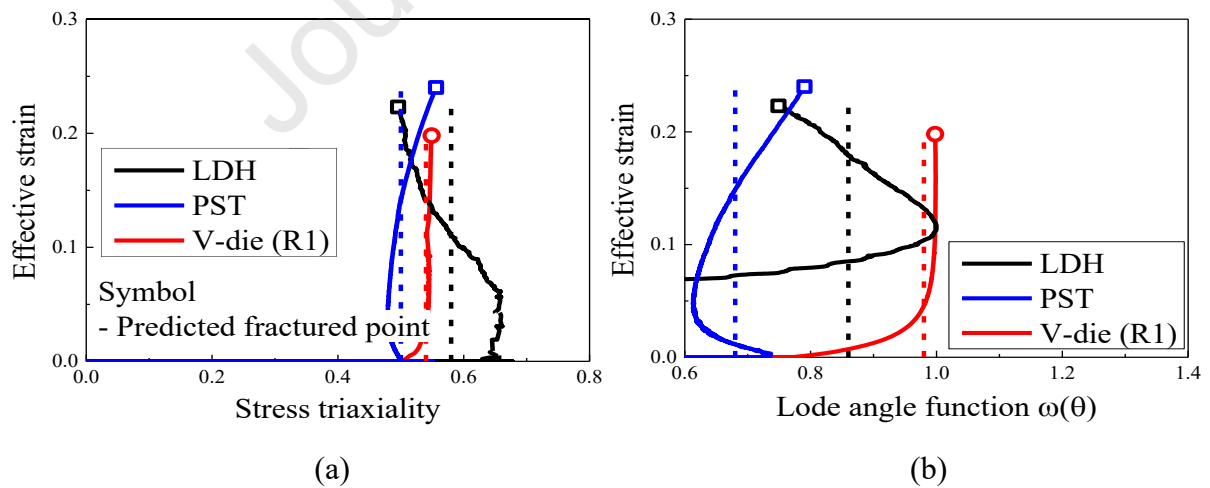 Jou
0.3
0.2
0.1
0.0
Effective strain
LDH
PST
V-die (R1)
Symbol
- Predicted fractured point
0.0 0.2 0.4 0.6 0.8
Stress triaxiality
(a)
0.3
0.2
0.1
0.0
Effective strain
LDH
PST
V-die (R1)
0.6 0.8 1.0 1.2 1.4
Lode angle function ω(θ)
(b)